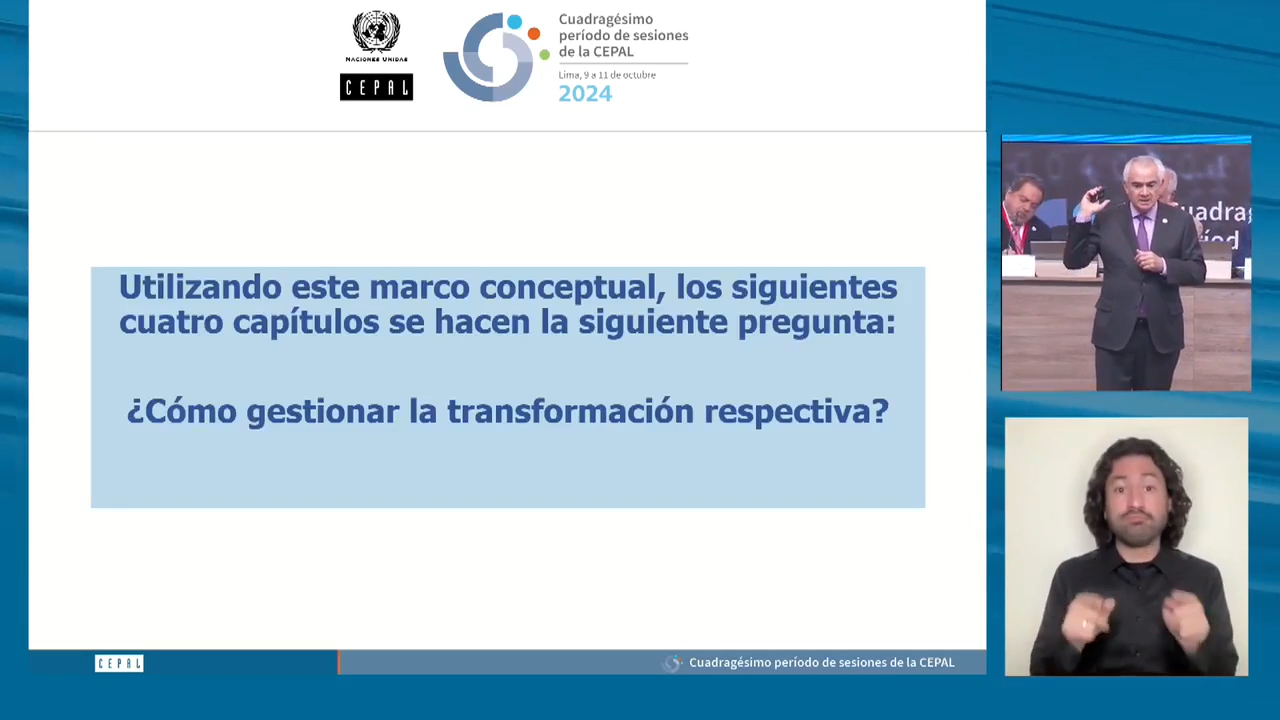 NACIONES UNIDAS
CEPAL
Cuadragésimo
período de sesiones
de la CEPAL
Lima, 9 a 11 de octubre
2024
Utilizando este marco conceptual, los siguientes
cuatro capítulos se hacen la siguiente pregunta:
¿Cómo gestionar la transformación respectiva?
CEPAL
Cuadragésimo período de sesiones de la CEPAL